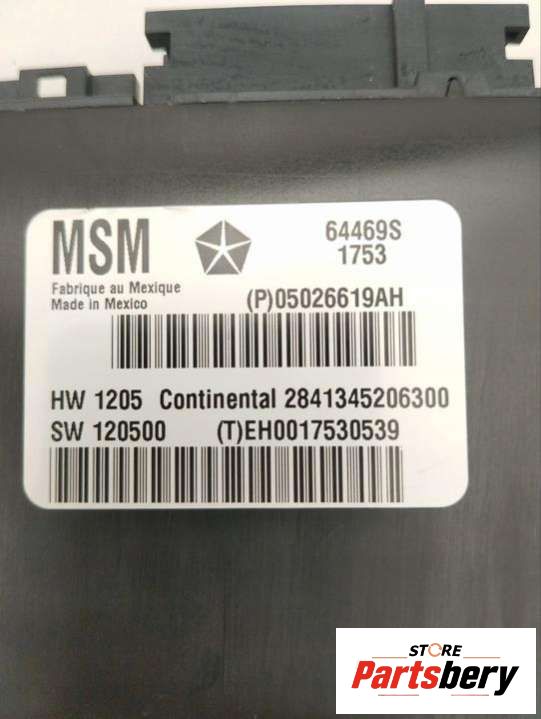 MSM
64469S
1753
Fabrique au Mexique
Made in Mexico
(P)05026619AH
HW 1205 Continental 2841345206300
SW 120500 (T)EH0017530539
STORE
Partsbery